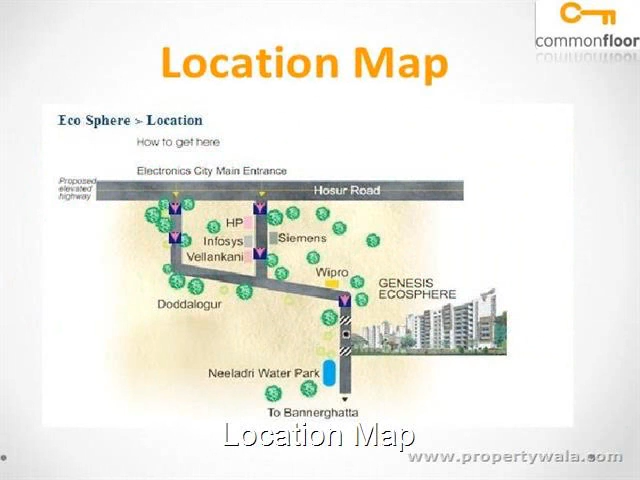 commonfloor
Location Map
Eco Sphere > Location
How to get here
Electronics City Main Entrance
Proposed
elevated
highway
Hosur Road
HP
Infosys
Siemens
Vellankani
Wipro
GENESIS
ECOSPHERE
Doddalogur
Neeladri Water Park
To Bannerghatta
Location Map
www.propertywala.com